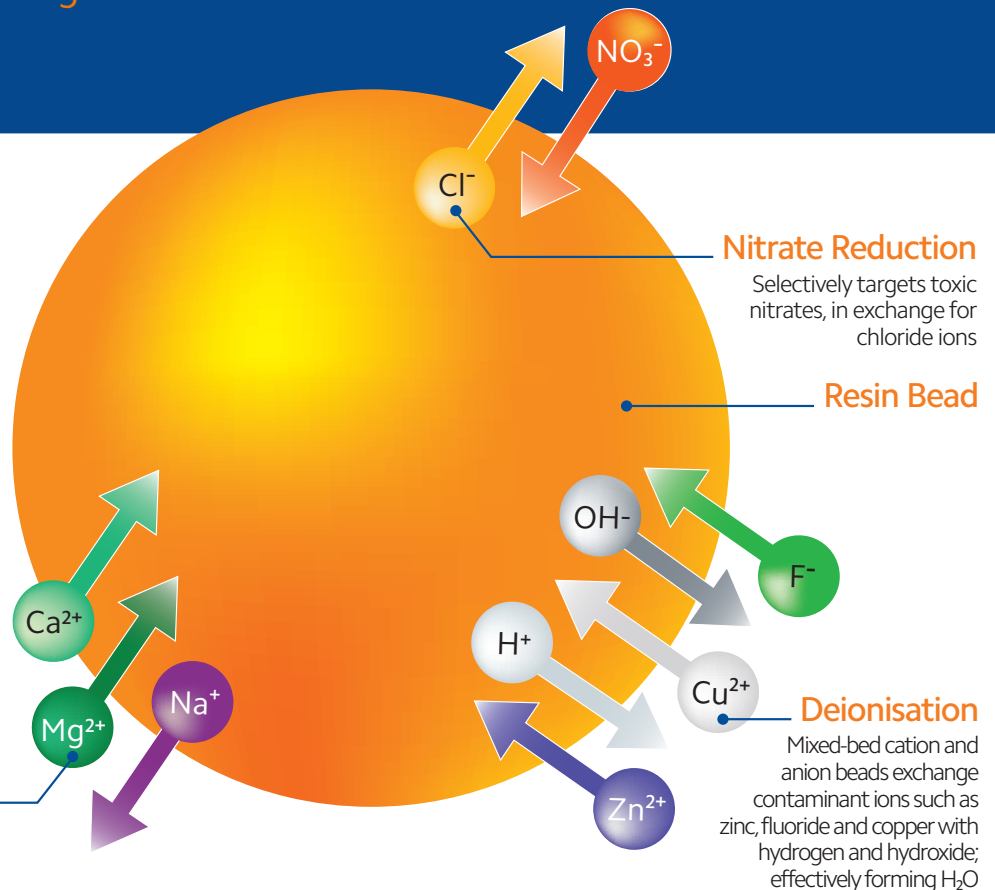 NO₃⁻
Cl⁻
Nitrate Reduction
Selectively targets toxic
nitrates, in exchange for
chloride ions
Resin Bead
OH-
F⁻
Ca²⁺
H⁺
Cu²⁺
Na⁺
Mg²⁺
Deionisation
Mixed-bed cation and
anion beads exchange
contaminant ions such as
zinc, fluoride and copper with
hydrogen and hydroxide;
effectively forming H₂O
Zn²⁺